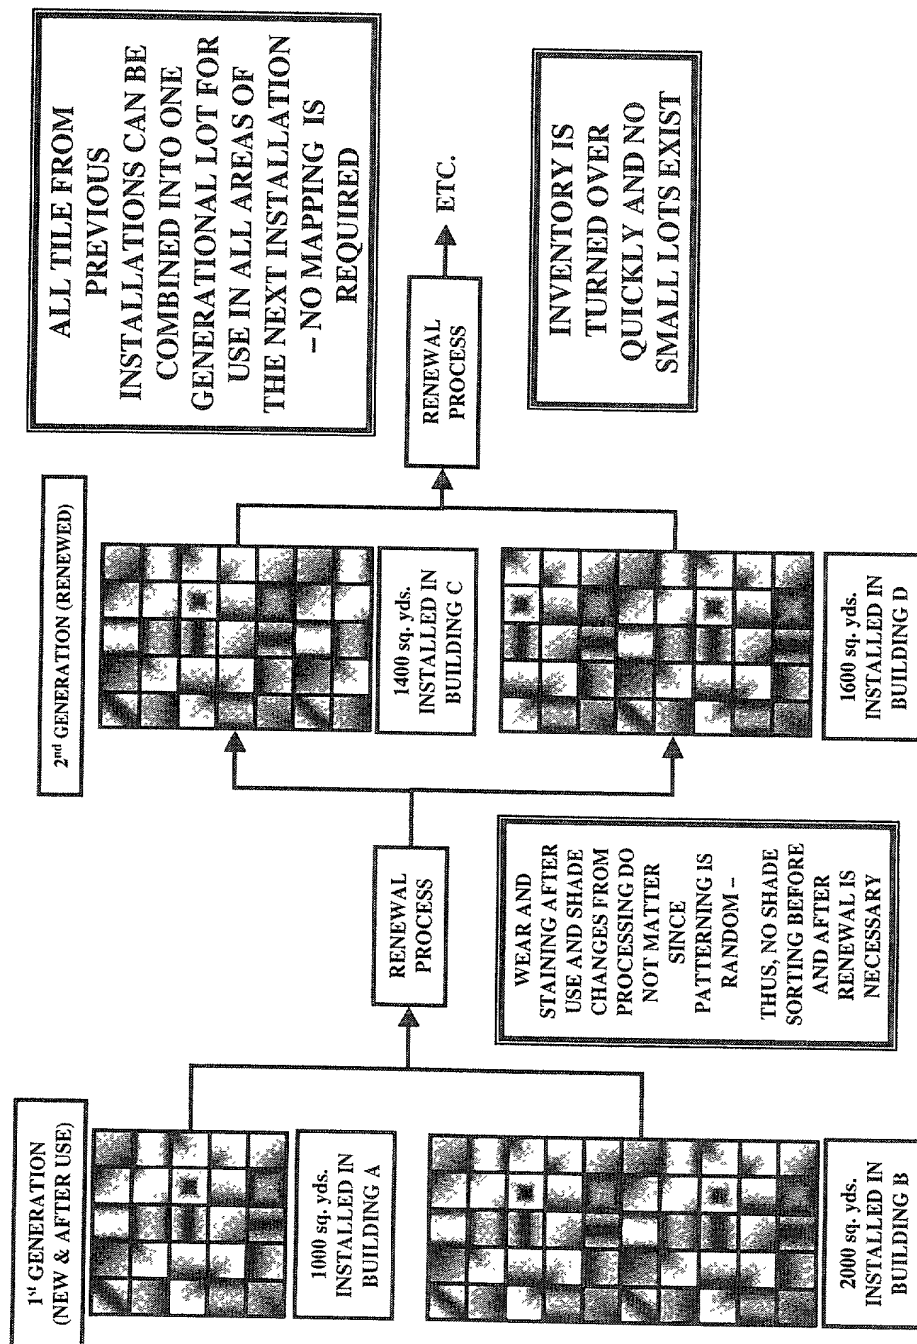 1st GENERATION
(NEW & AFTER USE)
1000 sq. yds.
INSTALLED IN
BUILDING A
2000 sq. yds.
INSTALLED IN
BUILDING B
RENEWAL
PROCESS
WEAR AND
STAINING AFTER
USE AND SHADE
CHANGES FROM
PROCESSING DO
NOT MATTER
SINCE
PATTERNING IS
RANDOM –
THUS, NO SHADE
SORTING BEFORE
AND AFTER
RENEWAL IS
NECESSARY
2nd GENERATION (RENEWED)
1400 sq. yds.
INSTALLED IN
BUILDING C
1600 sq. yds.
INSTALLED IN
BUILDING D
RENEWAL
PROCESS
ETC.
ALL TILE FROM
PREVIOUS
INSTALLATIONS CAN BE
COMBINED INTO ONE
GENERATIONAL LOT FOR
USE IN ALL AREAS OF
THE NEXT INSTALLATION
– NO MAPPING IS
REQUIRED
INVENTORY IS
TURNED OVER
QUICKLY AND NO
SMALL LOTS EXIST